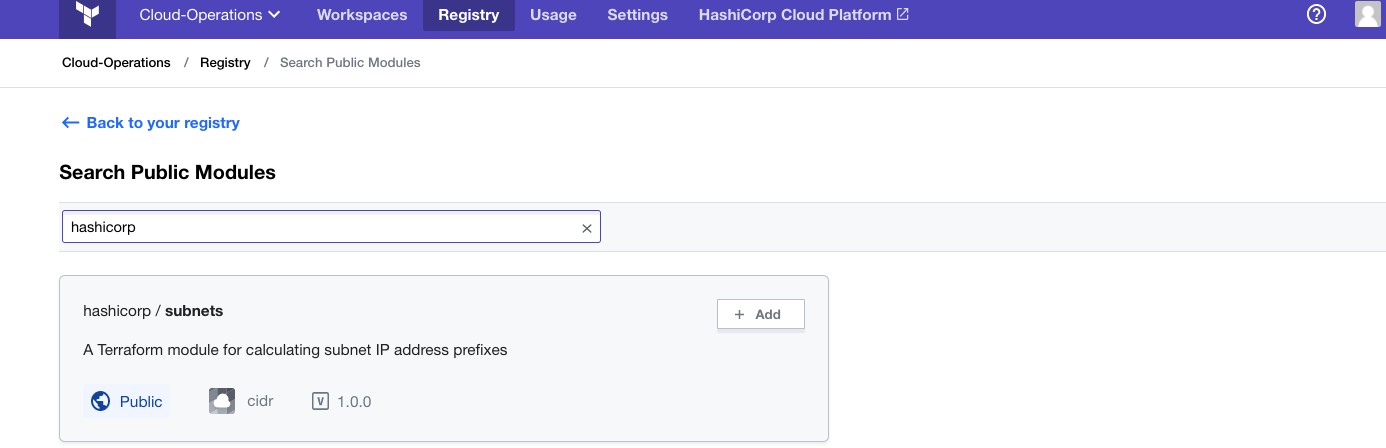 Cloud-Operations Workspaces Registry Usage Settings HashiCorp Cloud Platform
Cloud-Operations / Registry / Search Public Modules
Back to your registry
Search Public Modules
hashicorp
hashicorp / subnets
+ Add
A Terraform module for calculating subnet IP address prefixes
Public cidr V 1.0.0